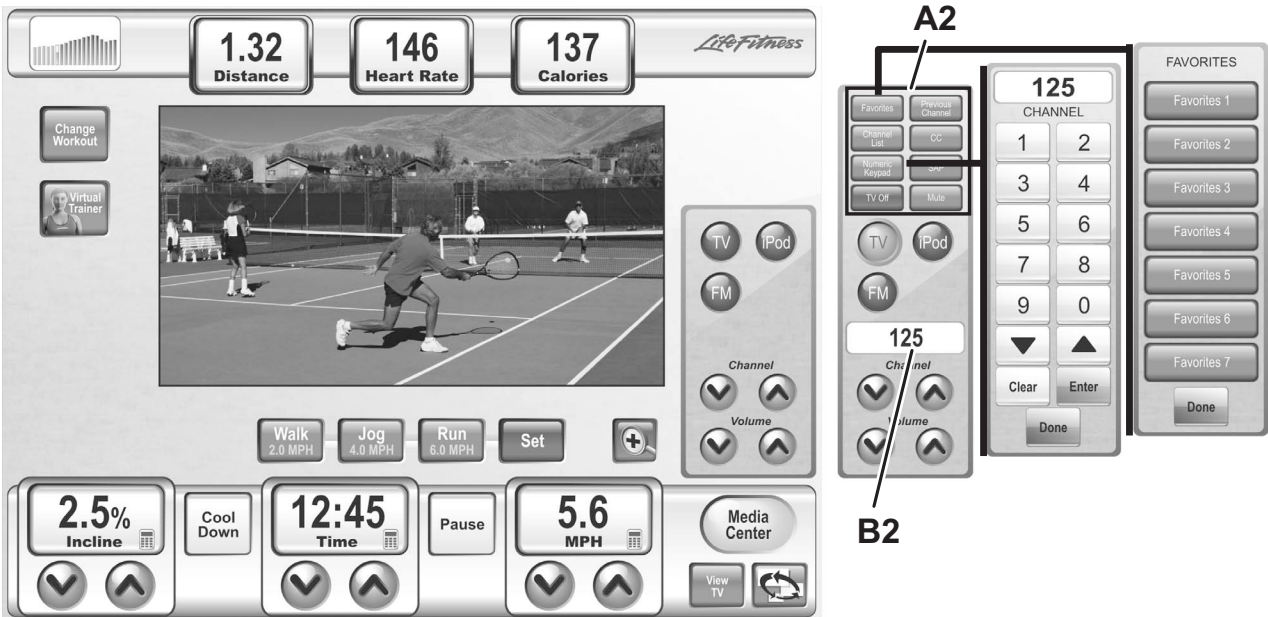 1.32
Distance
146
Heart Rate
137
Calories
LifeFitness
Change
Workout
Virtual
Trainer
TV
iPod
FM
Channel
Volume
Walk
2.0 MPH
Jog
4.0 MPH
Run
6.0 MPH
Set
2.5%
Incline
Cool
Down
12:45
Time
Pause
5.6
MPH
Media
Center
View
TV
A2
Favorites
Previous
Channel
Channel
List
CC
Numeric
Keypad
SAP
TV Off
Mute
TV
iPod
FM
125
Channel
Volume
B2
125
CHANNEL
1 2
3 4
5 6
7 8
9 0
Clear
Enter
Done
FAVORITES
Favorites 1
Favorites 2
Favorites 3
Favorites 4
Favorites 5
Favorites 6
Favorites 7
Done